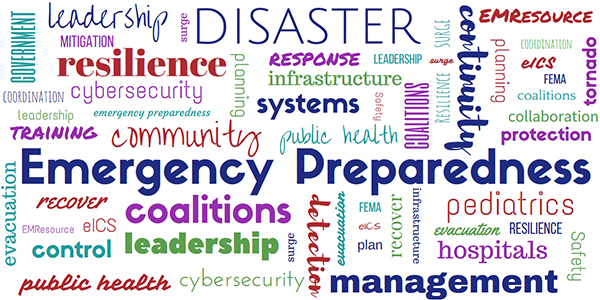 GOVERNMENT
leadership
MITIGATION
surge
DISASTER
EMRESOURCE
resilience
planning
RESPONSE
LEADERSHIP
surge
continuity
SURGE
planning
COORDINATION
eICS
FEMA
tornado
cybersecurity
infrastructure
COORDINATION
leadership
emergency preparedness
systems
Safety
COALITIONS
RESILIENCE
coalitions
collaboration
TRAINING
community
public health
protection
Emergency Preparedness
evacuation
recover
EMResource
eICS
coalitions
control
leadership
surge
detection
evacuation
FEMA
eICS
plan
recover
infrastructure
pediatrics
evacuation
RESILIENCE
hospitals
Safety
public health
cybersecurity
management